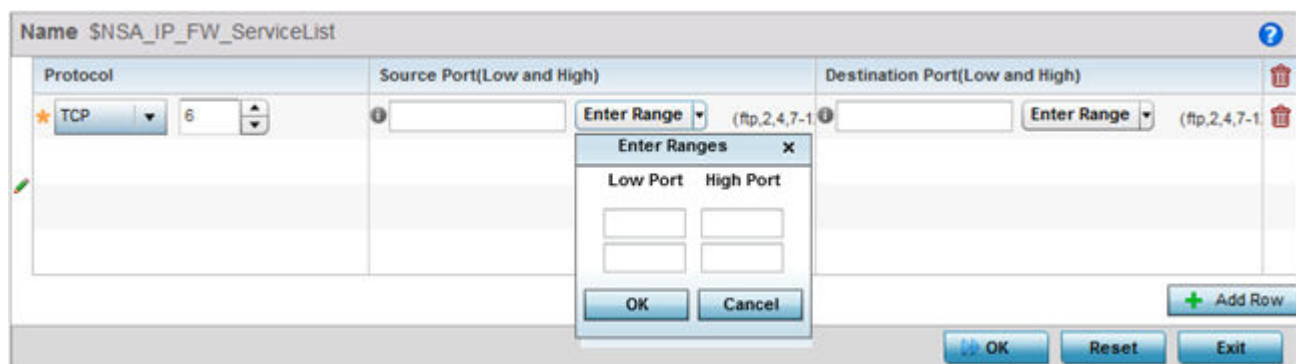 Name $NSA_IP_FW_ServiceList
?
Protocol Source Port(Low and High) Destination Port(Low and High)
TCP 6 Enter Range (ftp,2,4,7-1 Enter Range (ftp,2,4,7-1
Enter Ranges x
Low Port High Port
OK Cancel
Add Row
OK Reset Exit